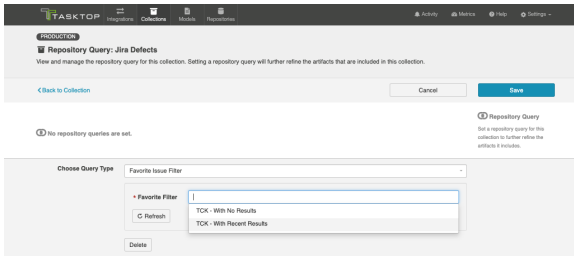 TASKTOP
Integrations
Collections
Models
Repositories
Activity
Metrics
Help
Settings
PRODUCTION
Repository Query: Jira Defects
View and manage the repository query for this collection. Setting a repository query will further refine the artifacts that are included in this collection.
Back to Collection
Cancel
Save
No repository queries are set.
Repository Query
Set a repository query for this
collection to further refine the
artifacts it includes.
Choose Query Type
Favorite Issue Filter
* Favorite Filter
Refresh
TCK - With No Results
TCK - With Recent Results
Delete